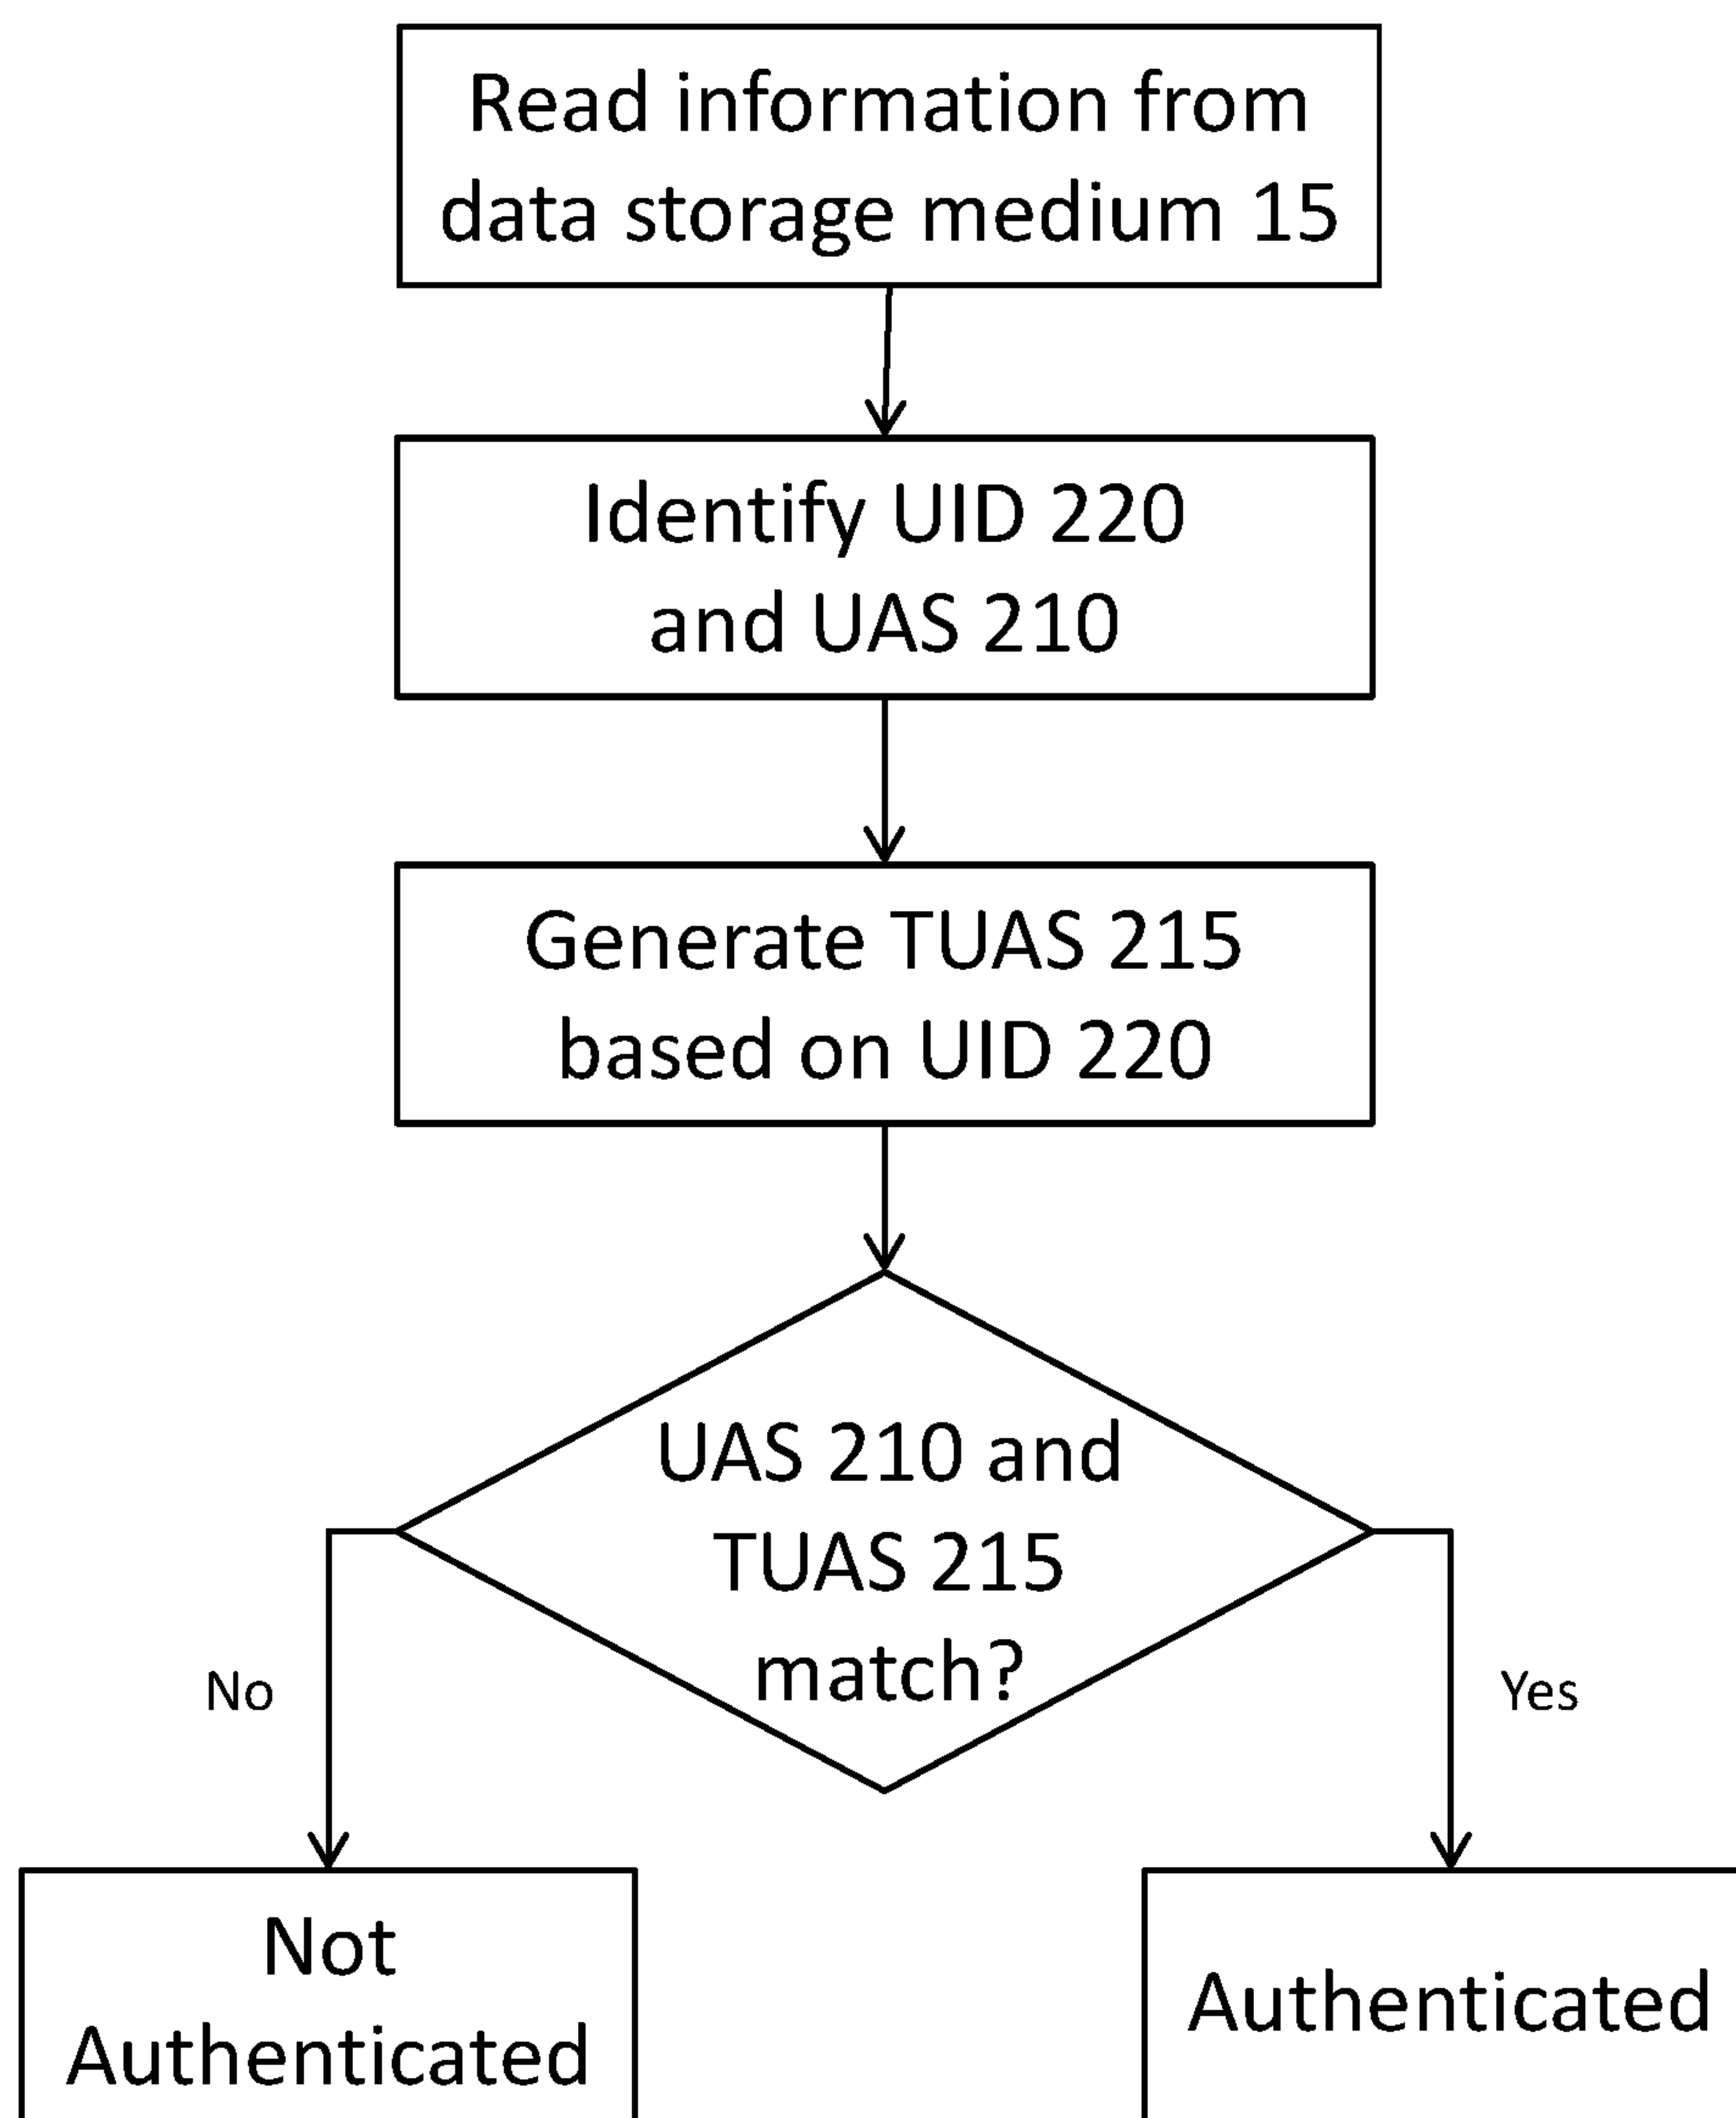 Read information from
data storage medium 15
Identify UID 220
and UAS 210
Generate TUAS 215
based on UID 220
UAS 210 and
TUAS 215
match?
No
Yes
Not
Authenticated
Authenticated